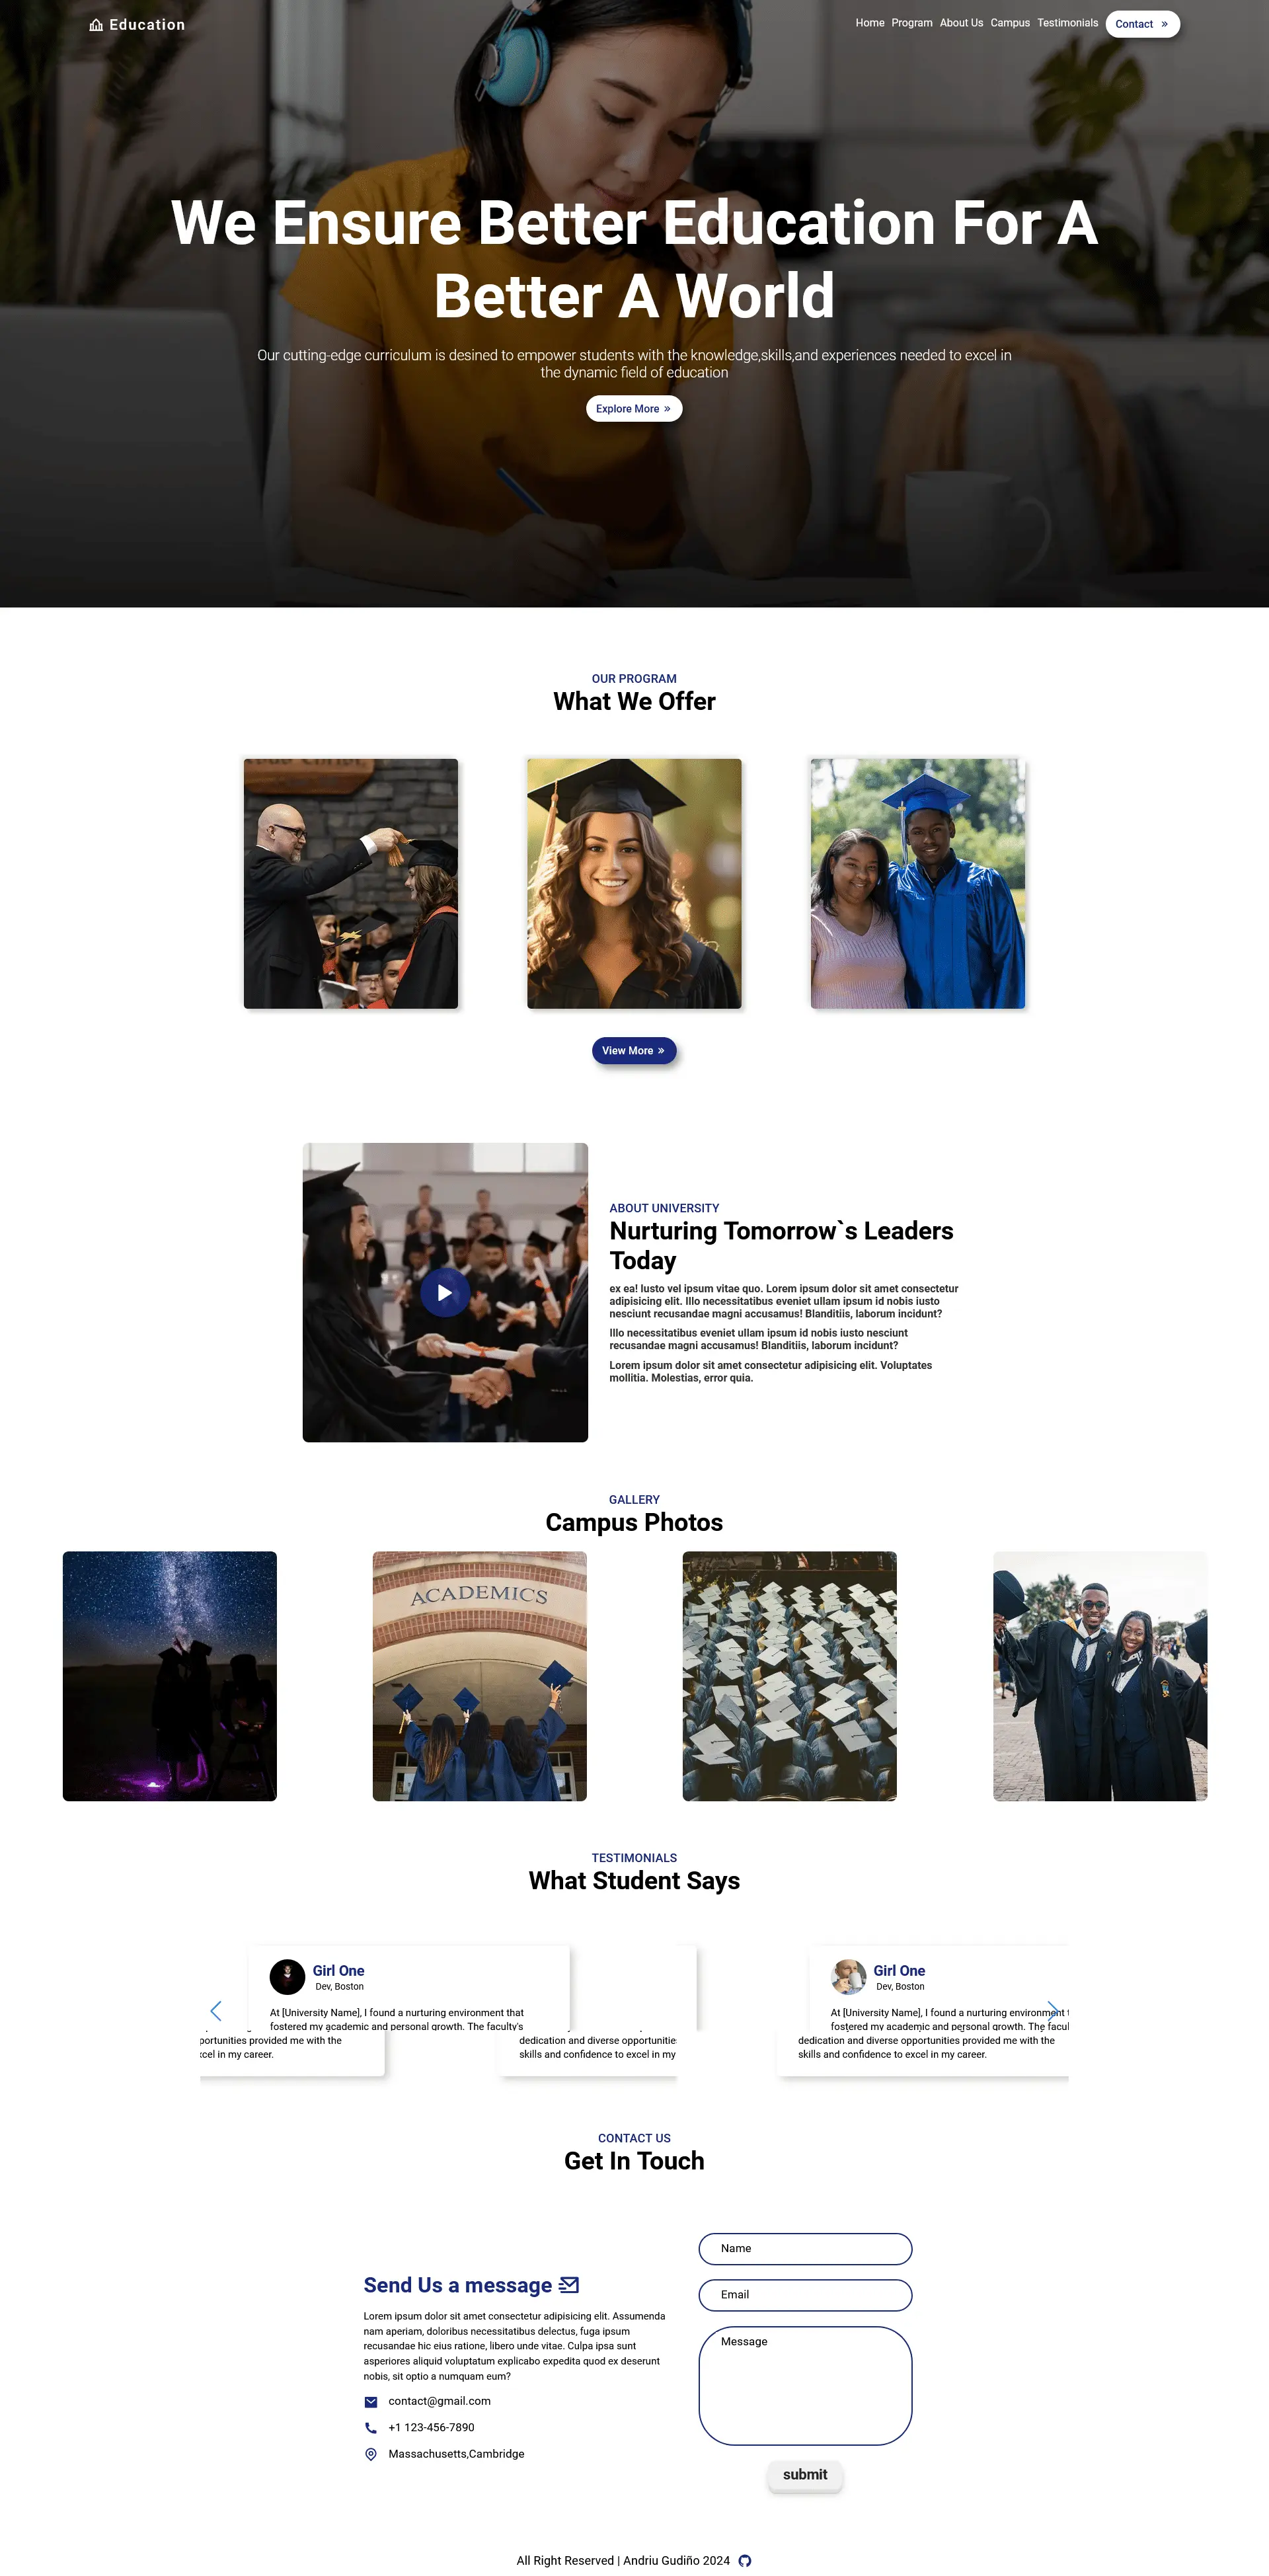 Education
Home Program About Us Campus Testimonials Contact »
We Ensure Better Education For A
Better A World
Our cutting-edge curriculum is desined to empower students with the knowledge,skills,and experiences needed to excel in
the dynamic field of education
Explore More »
OUR PROGRAM
What We Offer
View More »
ABOUT UNIVERSITY
Nurturing Tomorrow`s Leaders
Today
ex ea! Iusto vel ipsum vitae quo. Lorem ipsum dolor sit amet consectetur
adipisicing elit. Illo necessitatibus eveniet ullam ipsum id nobis iusto
nesciunt recusandae magni accusamus! Blanditiis, laborum incidunt?
Illo necessitatibus eveniet ullam ipsum id nobis iusto nesciunt
recusandae magni accusamus! Blanditiis, laborum incidunt?
Lorem ipsum dolor sit amet consectetur adipisicing elit. Voluptates
mollitia. Molestias, error quia.
GALLERY
Campus Photos
ACADEMICS
TESTIMONIALS
What Student Says
Girl One
Dev, Boston
At [University Name], I found a nurturing environment that
fostered my academic and personal growth. The faculty's
portunities provided me with the
xcel in my career.
dedication and diverse opportunities
skills and confidence to excel in my
Girl One
Dev, Boston
At [University Name], I found a nurturing environment t
fostered my academic and personal growth. The facul
dedication and diverse opportunities provided me with the
skills and confidence to excel in my career.
CONTACT US
Get In Touch
Send Us a message
Lorem ipsum dolor sit amet consectetur adipisicing elit. Assumenda
nam aperiam, doloribus necessitatibus delectus, fuga ipsum
recusandae hic eius ratione, libero unde vitae. Culpa ipsa sunt
asperiores aliquid voluptatum explicabo expedita quod ex deserunt
nobis, sit optio a numquam eum?
contact@gmail.com
+1 123-456-7890
Massachusetts,Cambridge
Name
Email
Message
submit
All Right Reserved | Andriu Gudiño 2024